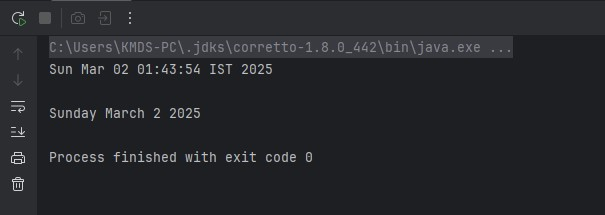 C:\Users\KMDS-PC\.jdks\corretto-1.8.0_442\bin\java.exe ...
Sun Mar 02 01:43:54 IST 2025
Sunday March 2 2025
Process finished with exit code 0